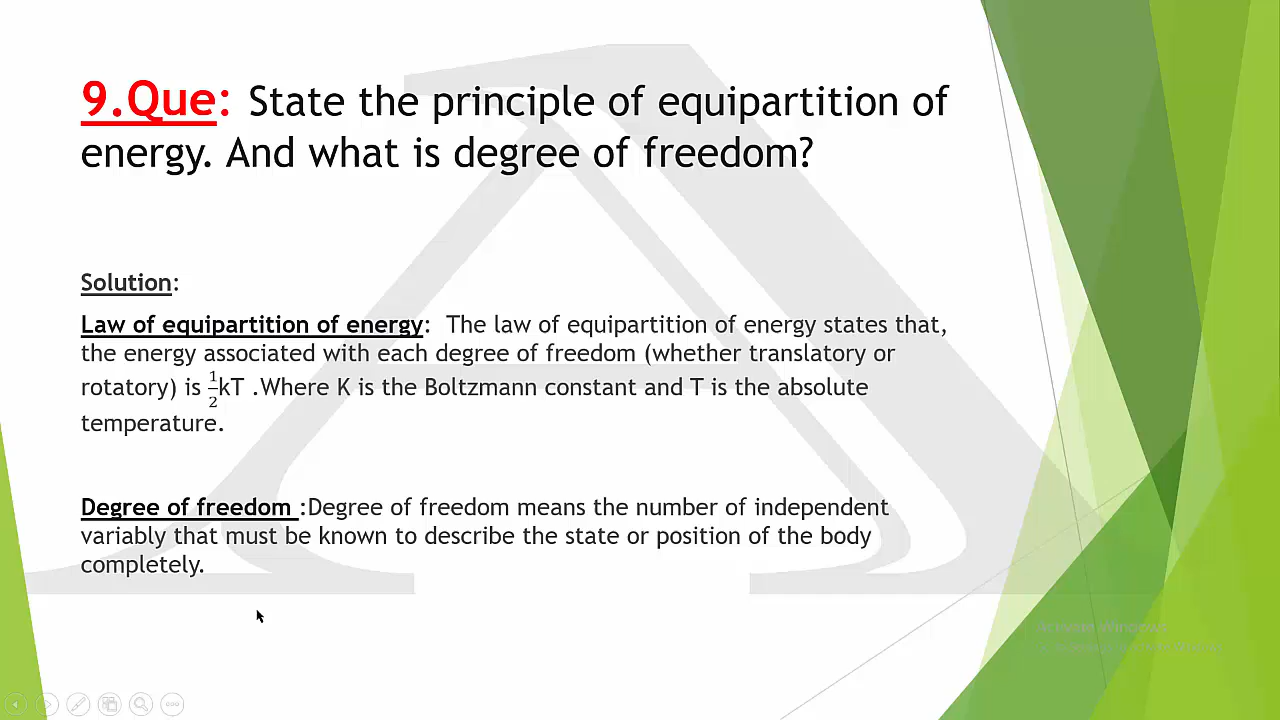 9.Que: State the principle of equipartition of
energy. And what is degree of freedom?
Solution:
Law of equipartition of energy: The law of equipartition of energy states that,
the energy associated with each degree of freedom (whether translatory or
rotatory) is ½kT .Where K is the Boltzmann constant and T is the absolute
temperature.
Degree of freedom :Degree of freedom means the number of independent
variably that must be known to describe the state or position of the body
completely.
Activate Windows